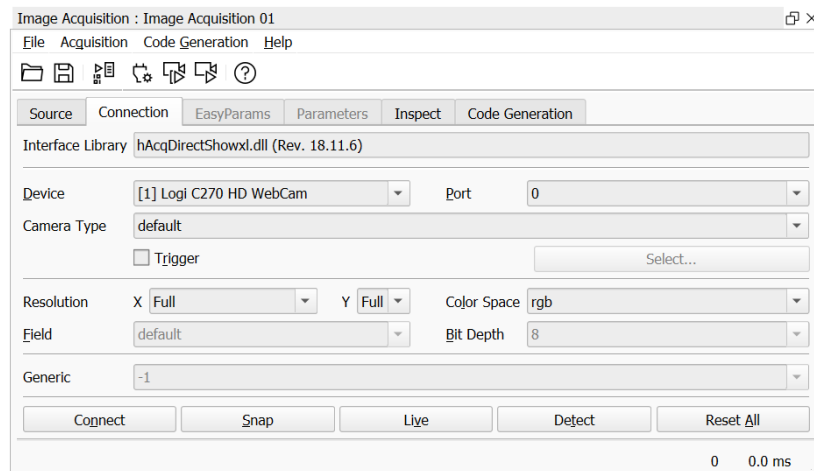 Image Acquisition : Image Acquisition 01
File Acquisition Code Generation Help
Source Connection EasyParams Parameters Inspect Code Generation
Interface Library hAcqDirectShowxl.dll (Rev. 18.11.6)
Device [1] Logi C270 HD WebCam Port 0
Camera Type default
Trigger Select...
Resolution X Full Y Full Color Space rgb
Field default Bit Depth 8
Generic -1
Connect Snap Live Detect Reset All
0 0.0 ms